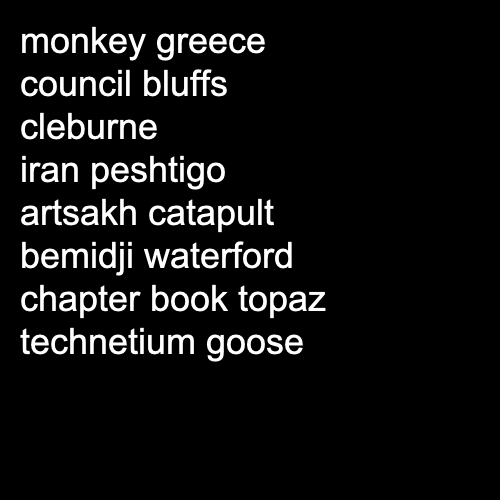 monkey greece
council bluffs
cleburne
iran peshtigo
artsakh catapult
bemidji waterford
chapter book topaz
technetium goose